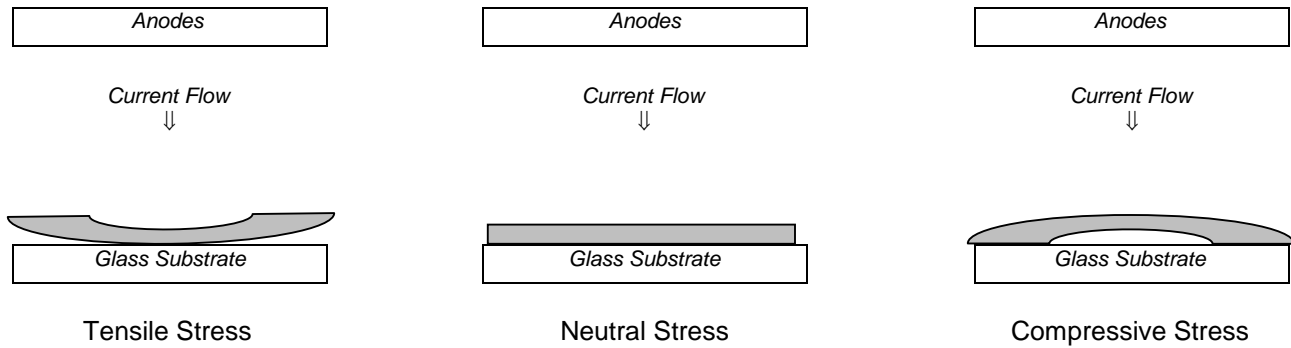 Anodes
Current Flow
⇓
Glass Substrate
Tensile Stress
Anodes
Current Flow
⇓
Glass Substrate
Neutral Stress
Anodes
Current Flow
⇓
Glass Substrate
Compressive Stress